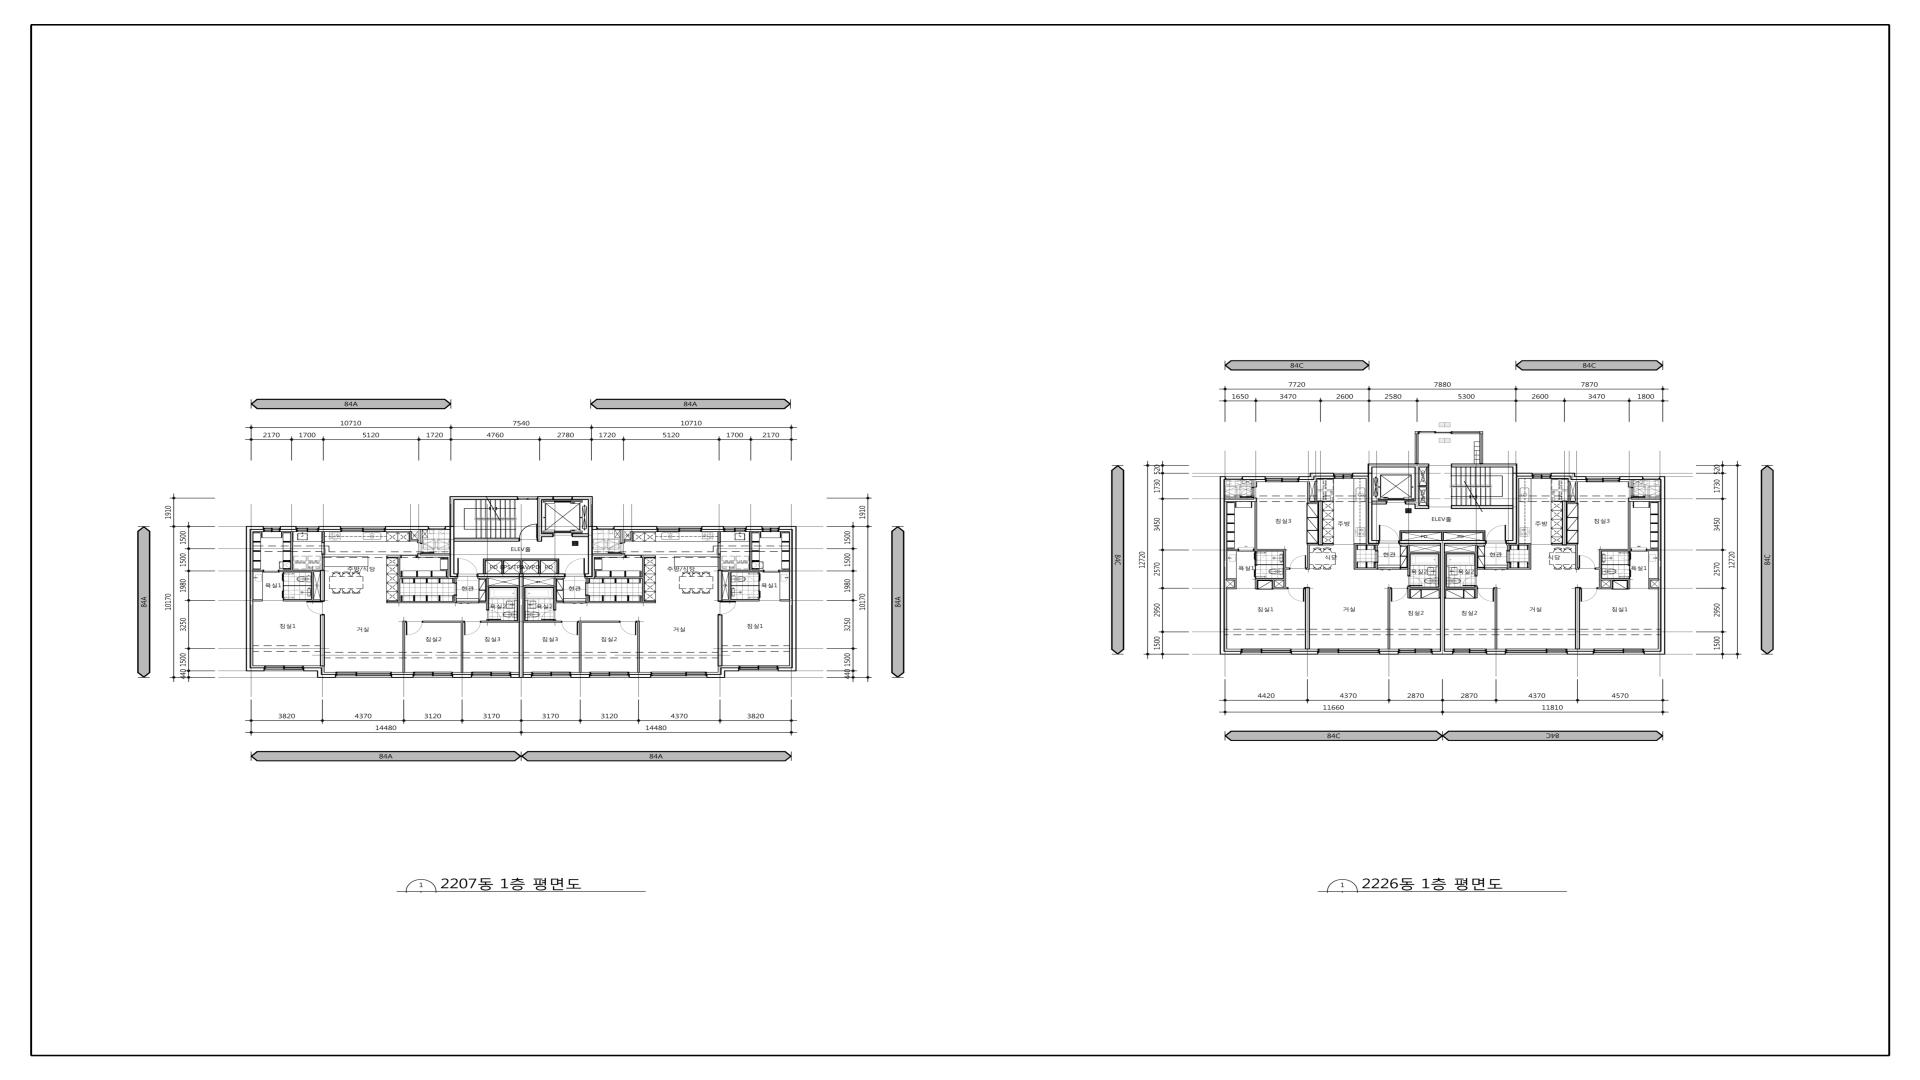 84A 84A
10710 7540 10710
2170 1700 5120 1720 4760 2780 1720 5120 1700 2170
1910 1500 1500 1980 3250 1500 440
10170
84A
ELEV홀
주방/식당 주방/식당
PD EPS/TPS PD
욕실1 현관 현관 욕실1
욕실2 욕실2
침실1 거실 침실2 침실3 침실3 침실2 거실 침실1
1910 1500 1500 1980 3250 1500 440
10170
84A
3820 4370 3120 3170 3170 3120 4370 3820
14480 14480
84A 84A
1 2207동 1층 평면도
84C 84C
7720 7880 7870
1650 3470 2600 2580 5300 2600 3470 1800
520 1730 3450 2570 2950 1500
12720
84C
침실3 주방 ELEV홀 주방 침실3
PD PD
식당 현관 현관 식당
욕실1 욕실2 욕실2 욕실1
침실1 거실 침실2 침실2 거실 침실1
520 1730 3450 2570 2950 1500
12720
84C
4420 4370 2870 2870 4370 4570
11660 11810
84C 84C
1 2226동 1층 평면도